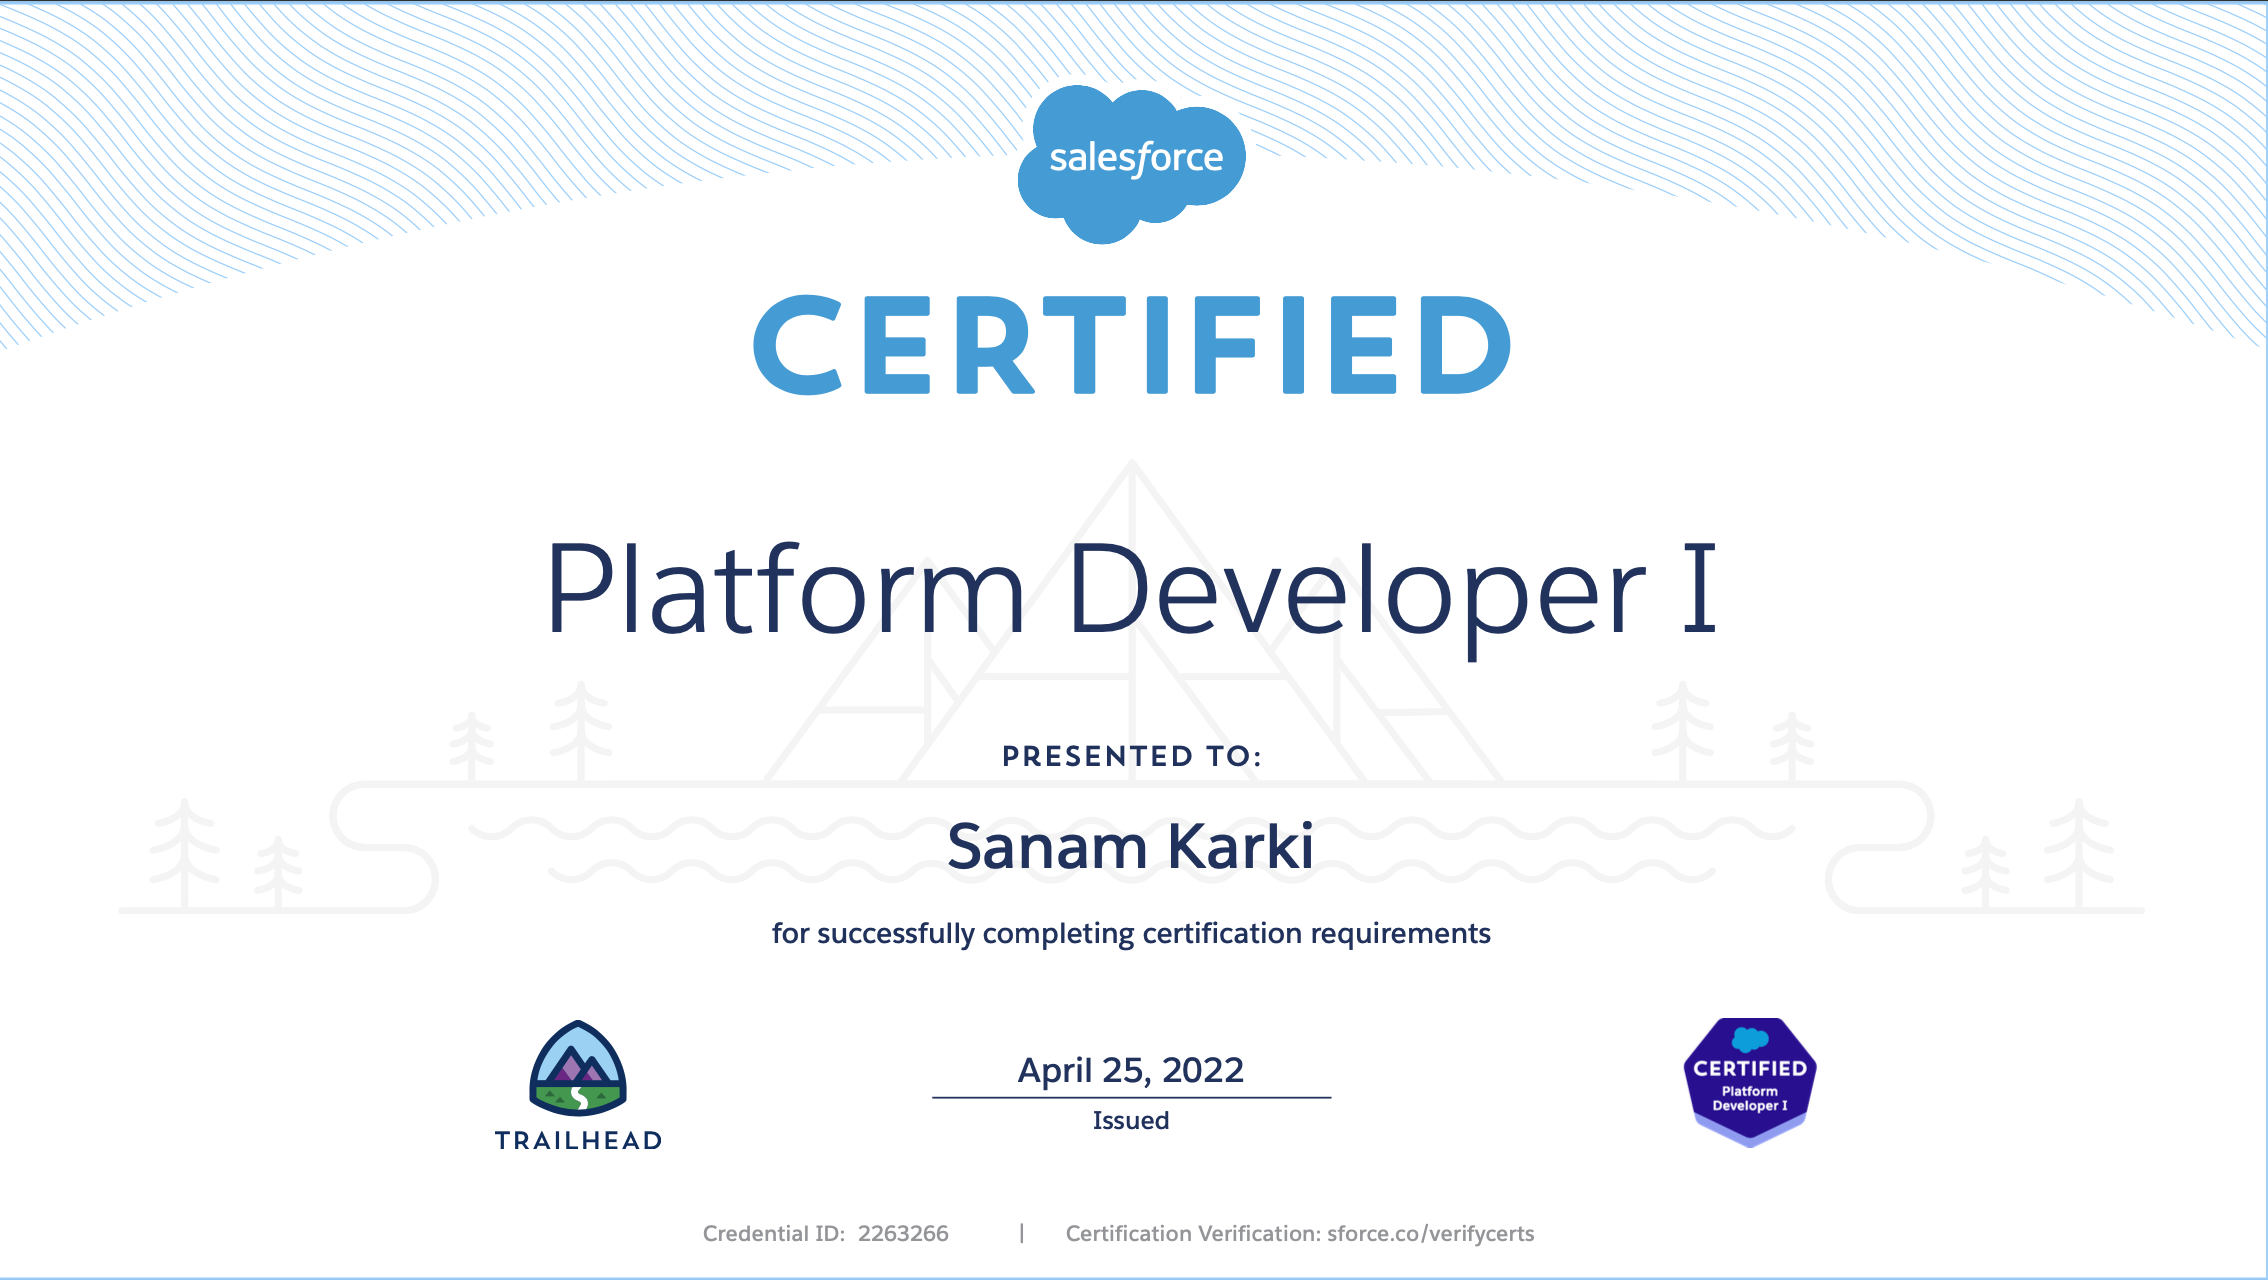 salesforce
CERTIFIED
Platform Developer I
PRESENTED TO:
Sanam Karki
for successfully completing certification requirements
TRAILHEAD
April 25, 2022
Issued
CERTIFIED
Platform
Developer I
Credential ID: 2263266 | Certification Verification: sforce.co/verifycerts